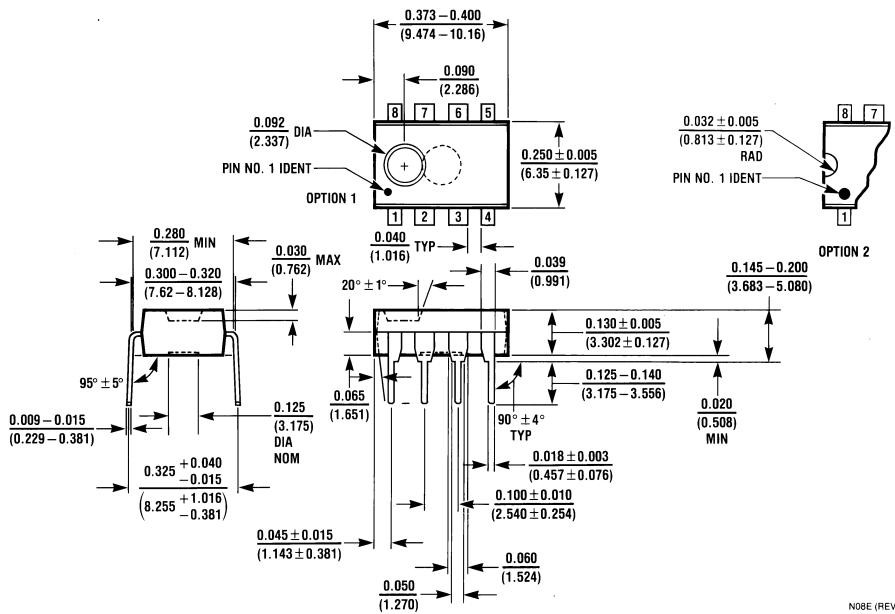 0.373 – 0.400
(9.474 – 10.16)
0.090
(2.286)
8 7 6 5
8 7
0.092 DIA
(2.337)
+
0.032 ± 0.005
(0.813 ± 0.127)
RAD
0.250 ± 0.005
(6.35 ± 0.127)
PIN NO. 1 IDENT
PIN NO. 1 IDENT
OPTION 1
1 2 3 4
1
OPTION 2
0.280 MIN
(7.112)
0.030 MAX
(0.762)
0.040 TYP
(1.016)
0.039
(0.991)
0.145 – 0.200
(3.683 – 5.080)
0.300 – 0.320
(7.62 – 8.128)
20° ± 1°
0.130 ± 0.005
(3.302 ± 0.127)
95° ± 5°
0.065
(1.651)
0.125 – 0.140
(3.175 – 3.556)
0.020
(0.508)
MIN
90° ± 4°
TYP
0.009 – 0.015
(0.229 – 0.381)
0.125
(3.175)
DIA
NOM
0.018 ± 0.003
(0.457 ± 0.076)
0.325 +0.040
−0.015
(8.255 +1.016
−0.381)
0.100 ± 0.010
(2.540 ± 0.254)
0.045 ± 0.015
(1.143 ± 0.381)
0.060
(1.524)
0.050
(1.270)
N08E (REV